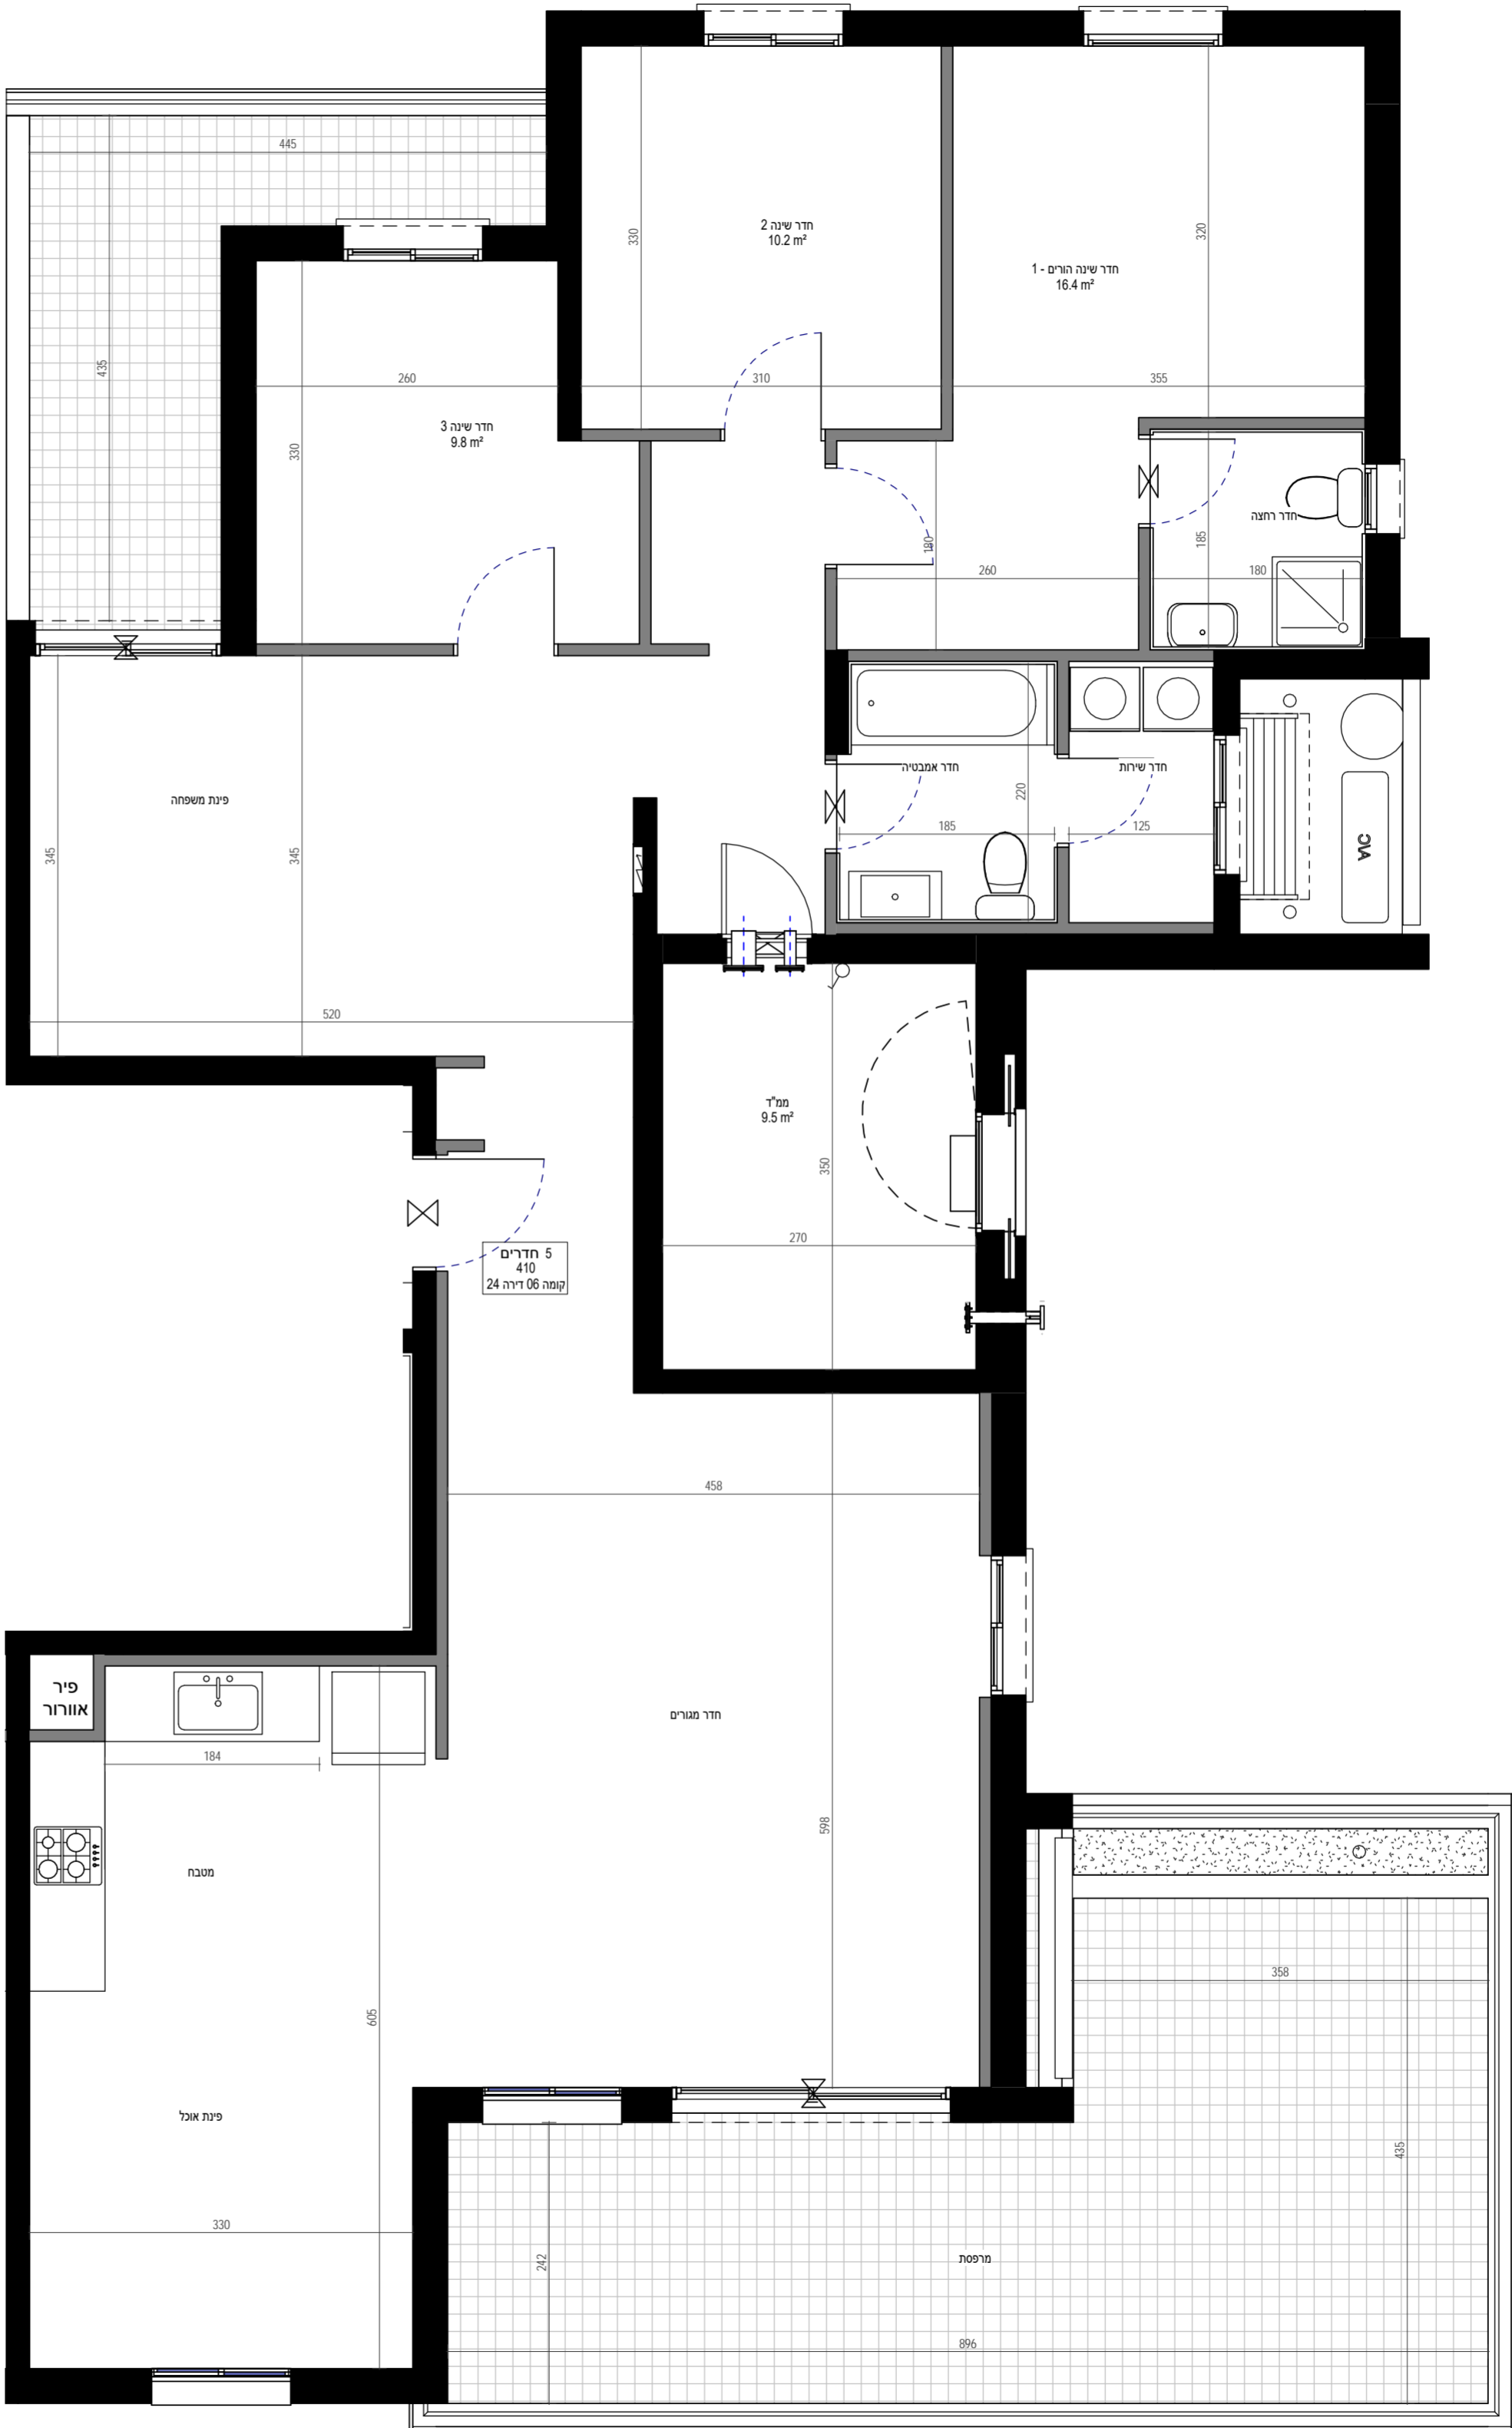 445
חדר שינה 2
10.2 m²
330
320
חדר שינה הורים - 1
16.4 m²
435
260
310
355
חדר שינה 3
9.8 m²
330
חדר רחצה
180
185
260
180
חדר אמבטיה
חדר שירות
220
פינת משפחה
185
125
345
345
A\C
520
ממ"ד
9.5 m²
350
270
5 חדרים
410
קומה 06 דירה 24
458
פיר
אוורור
חדר מגורים
184
598
מטבח
358
605
פינת אוכל
435
330
242
מרפסת
896